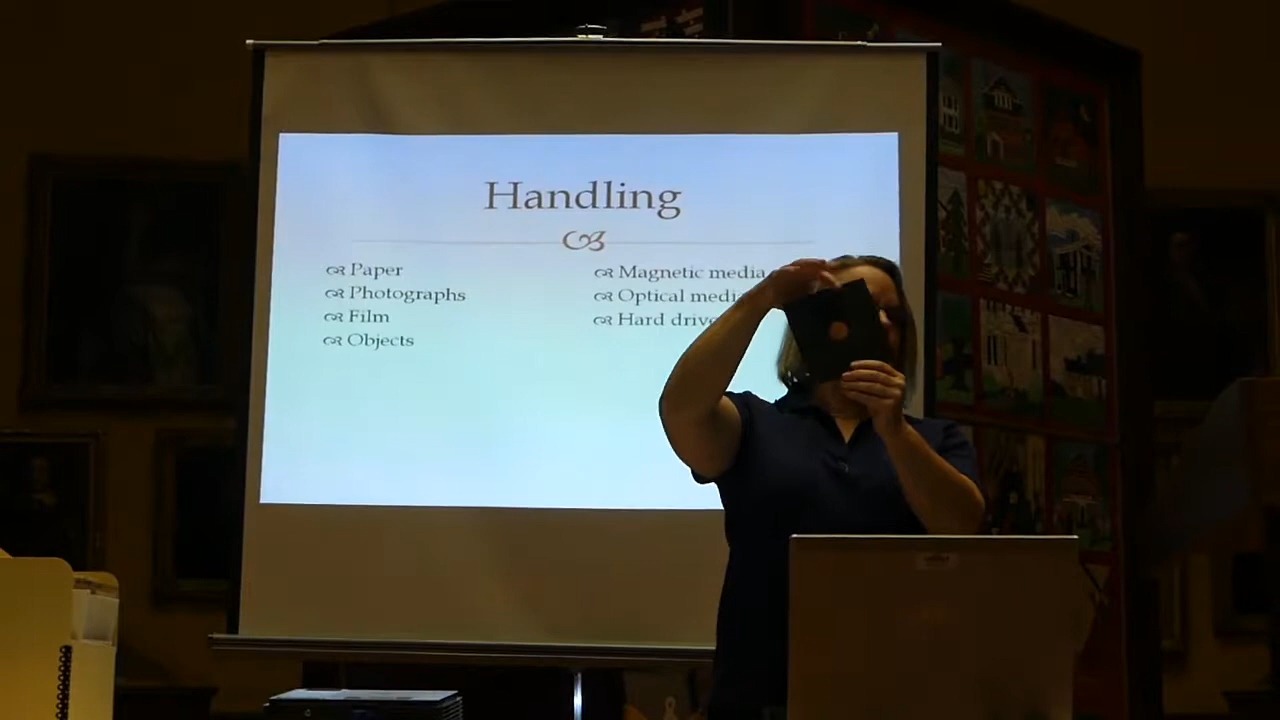 Handling
Paper
Photographs
Film
Objects
Magnetic media
Optical medi
Hard drive